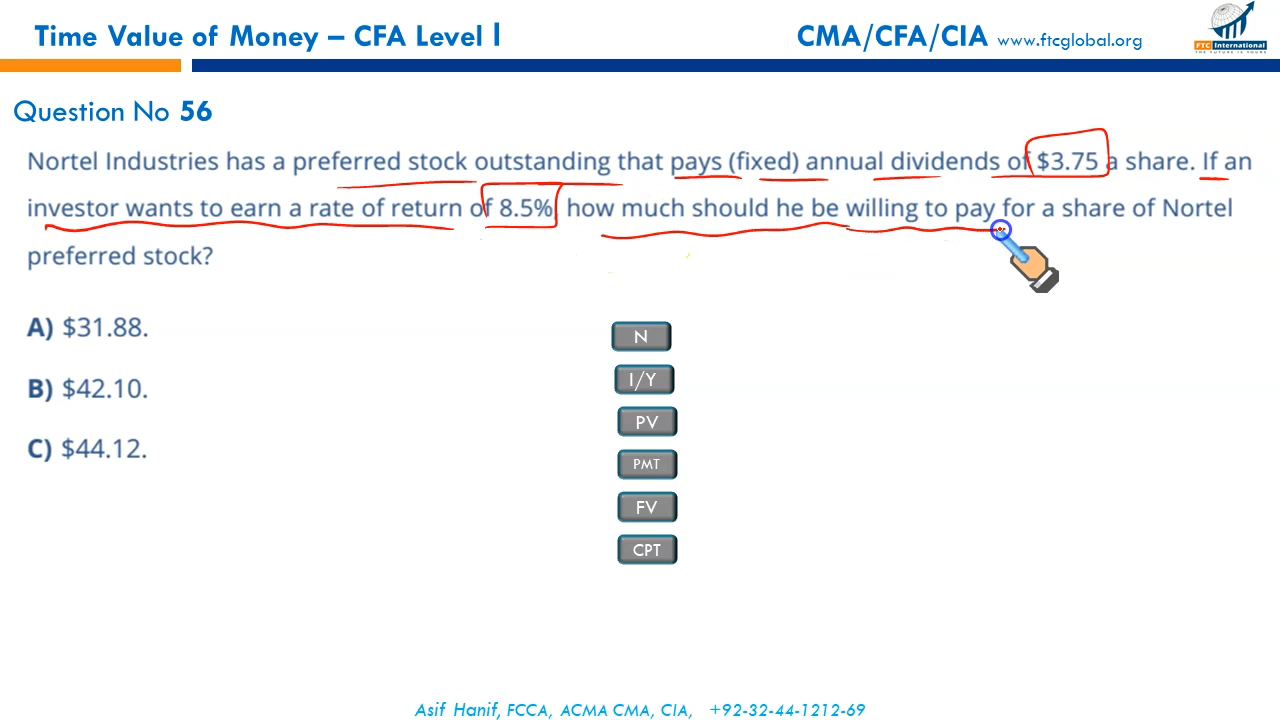 Time Value of Money – CFA Level I
CMA/CFA/CIA www.ftcglobal.org
FTC International
THE FUTURE IS YOURS
Question No 56
Nortel Industries has a preferred stock outstanding that pays (fixed) annual dividends of $3.75 a share. If an
investor wants to earn a rate of return of 8.5% how much should he be willing to pay for a share of Nortel
preferred stock?
A) $31.88.
B) $42.10.
C) $44.12.
N
I/Y
PV
PMT
FV
CPT
Asif Hanif, FCCA, ACMA CMA, CIA, +92-32-44-1212-69